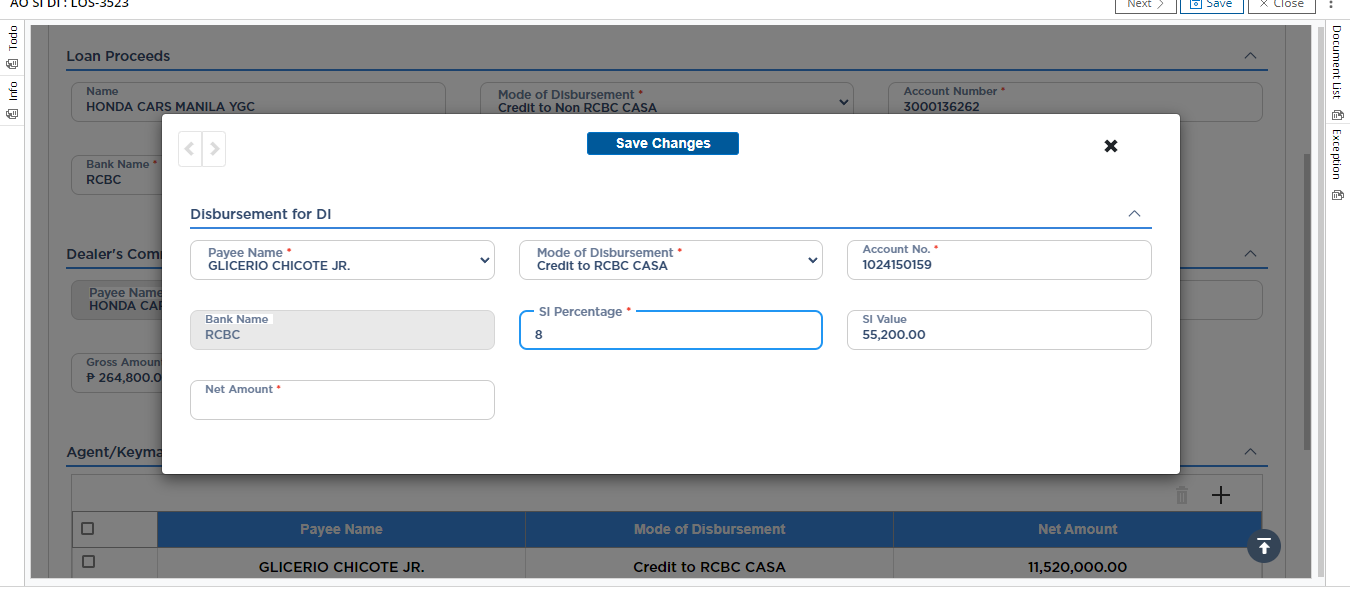 AO SI DI : LOS-3523
Next
Save
Close
Todo
Info
Document List
Exception
Loan Proceeds
Name
HONDA CARS MANILA YGC
Mode of Disbursement *
Credit to Non RCBC CASA
Account Number *
3000136262
Bank Name *
RCBC
Save Changes
Disbursement for DI
Payee Name *
GLICERIO CHICOTE JR.
Mode of Disbursement *
Credit to RCBC CASA
Account No. *
1024150159
Bank Name
RCBC
SI Percentage *
8
SI Value
55,200.00
Net Amount *
Dealer's Com
Payee Name
HONDA CAR
Gross Amoun
₱ 264,800.0
Agent/Keyma
Payee Name
Mode of Disbursement
Net Amount
GLICERIO CHICOTE JR.
Credit to RCBC CASA
11,520,000.00